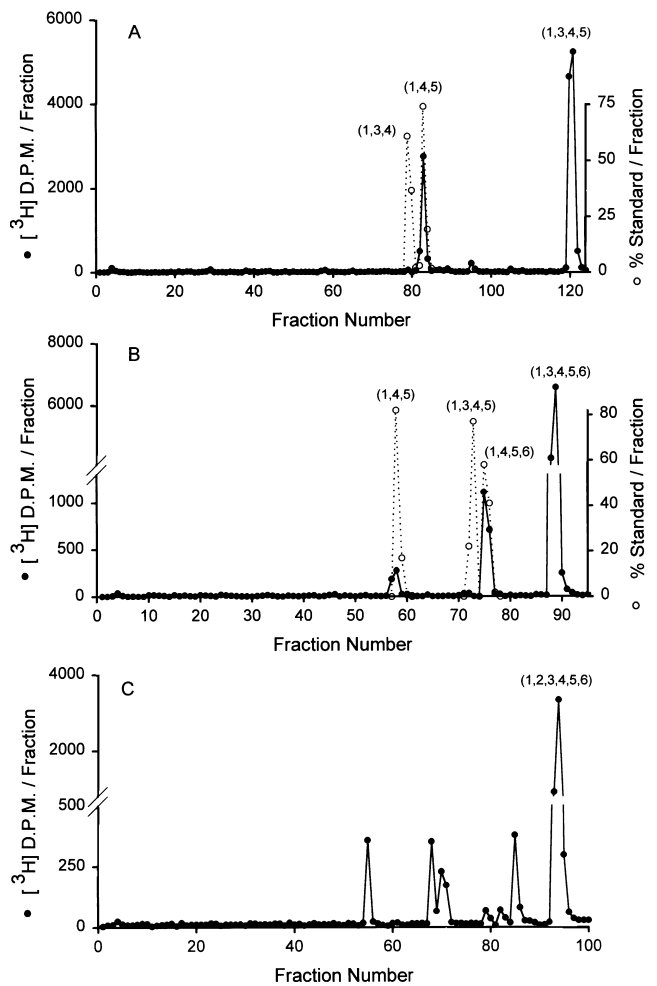 A
6000
4000
2000
0
● [ ³H] D.P.M. / Fraction
(1,3,4)
(1,4,5)
(1,3,4,5)
75
50
25
0
○ % Standard / Fraction
0 20 40 60 80 100 120
Fraction Number
B
8000
6000
1000
500
0
● [ ³H] D.P.M. / Fraction
(1,4,5)
(1,3,4,5)
(1,4,5,6)
(1,3,4,5,6)
80
60
40
20
0
○ % Standard / Fraction
0 10 20 30 40 50 60 70 80 90
Fraction Number
C
4000
2000
500
250
0
● [ ³H] D.P.M. / Fraction
(1,2,3,4,5,6)
0 20 40 60 80 100
Fraction Number